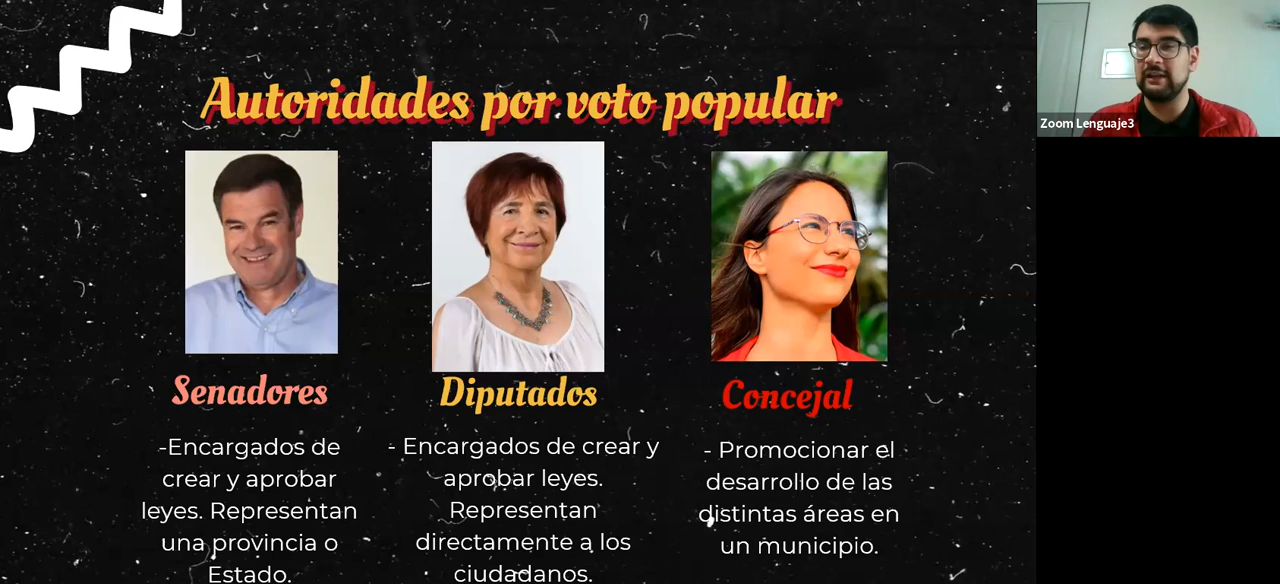 Autoridades por voto popular
Zoom Lenguaje3
Senadores
-Encargados de
crear y aprobar
leyes. Representan
una provincia o
Estado.
Diputados
- Encargados de crear y
aprobar leyes.
Representan
directamente a los
ciudadanos.
Concejal
- Promocionar el
desarrollo de las
distintas áreas en
un municipio.